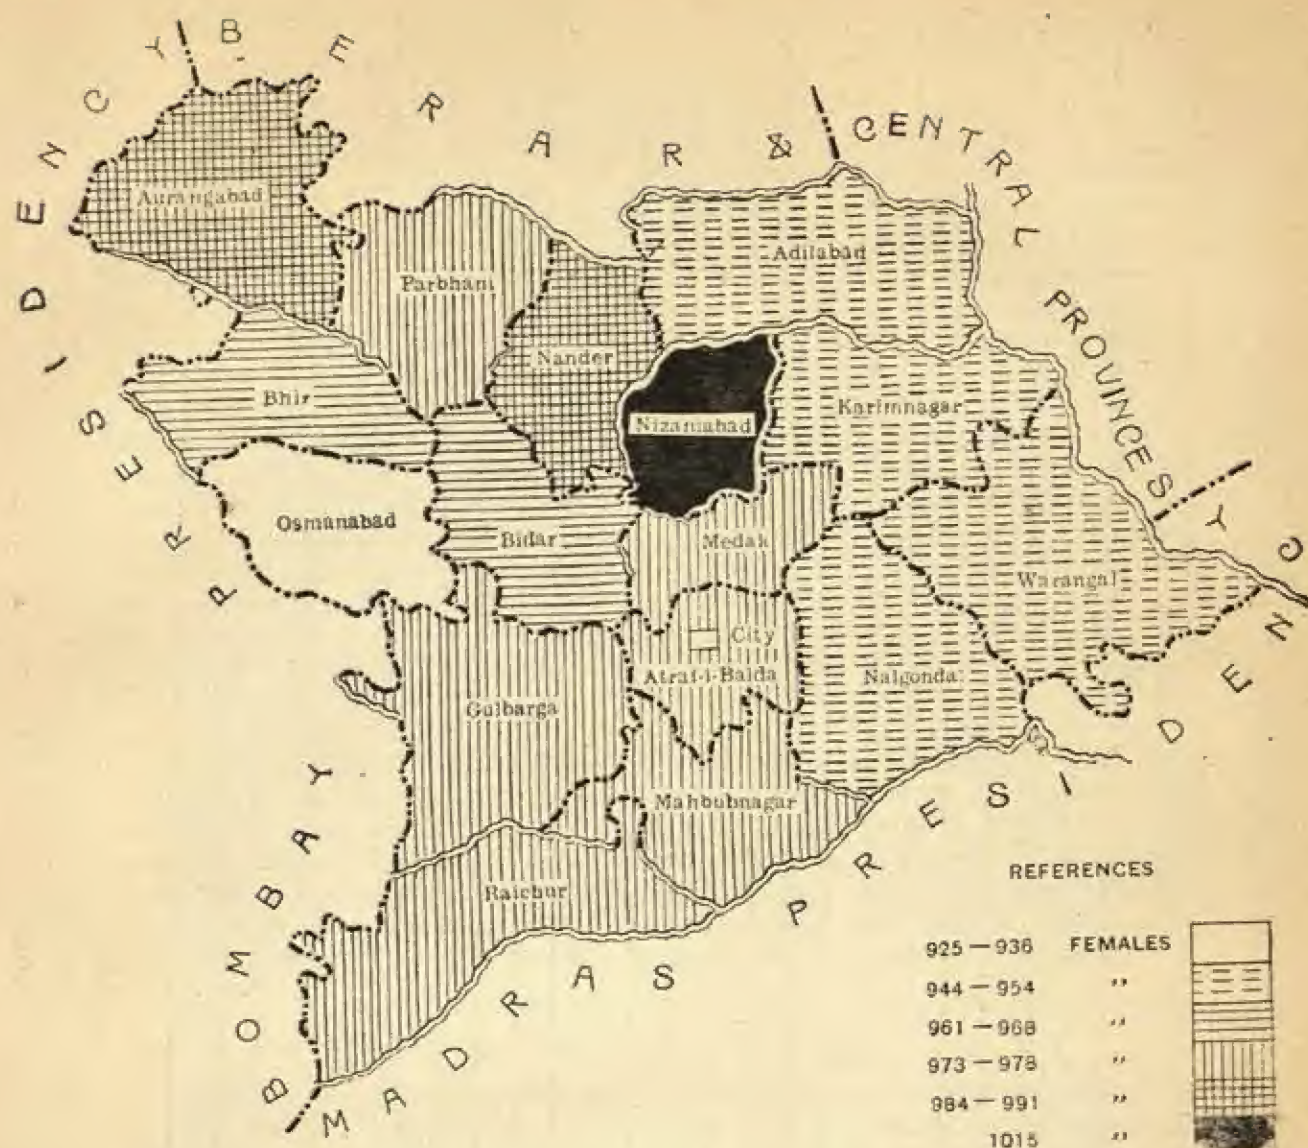 BERAR & CENTRAL PROVINCES
BOMBAY PRESIDENCY
MADRAS PRESIDENCY
Aurangabad
Parbhani
Adilabad
Nander
Bhir
Karimnagar
Nizamabad
Osmanabad
Bidar
Medak
Warangal
City
Atraf-i-Balda
Nalgonda
Gulbarga
Mahbubnagar
Raichur
REFERENCES
925 — 936 FEMALES
944 — 954 "
961 — 968 "
973 — 978 "
984 — 991 "
1015 "